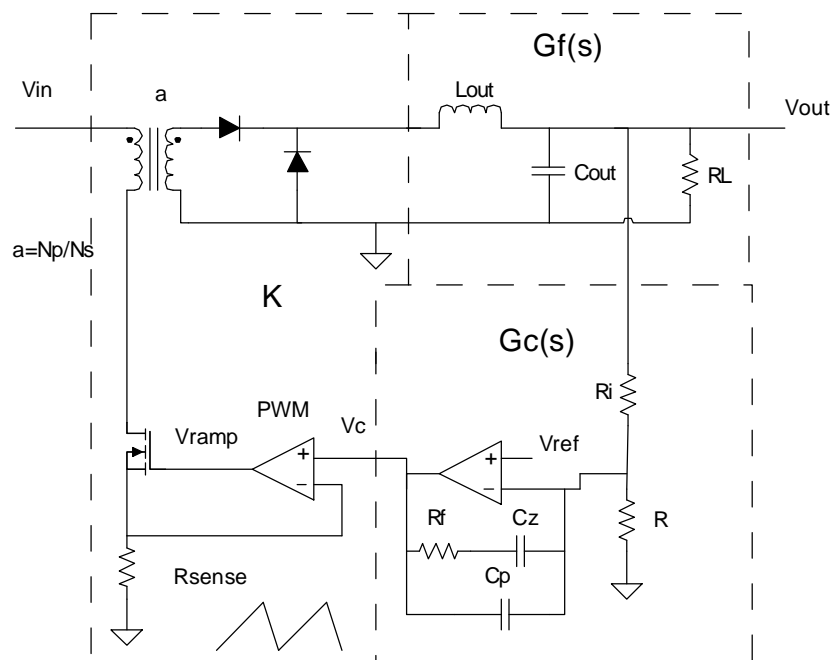 Gf(s)
Vin
a
Lout
Vout
Cout
RL
a=Np/Ns
K
Gc(s)
Ri
PWM
Vramp
Vc
+
-
+
-
Vref
Rf
Cz
R
Cp
Rsense